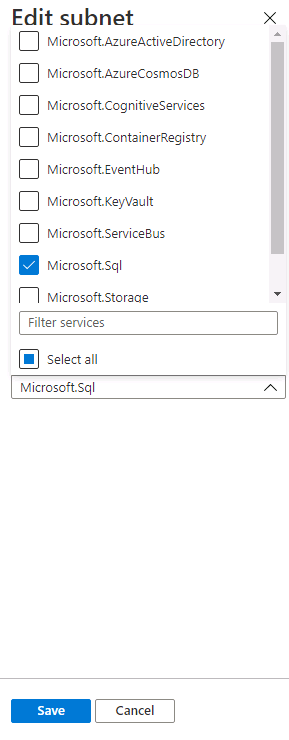 Edit subnet
Microsoft.AzureActiveDirectory
Microsoft.AzureCosmosDB
Microsoft.CognitiveServices
Microsoft.ContainerRegistry
Microsoft.EventHub
Microsoft.KeyVault
Microsoft.ServiceBus
Microsoft.Sql
Microsoft.Storage
Filter services
Select all
Microsoft.Sql
Save
Cancel